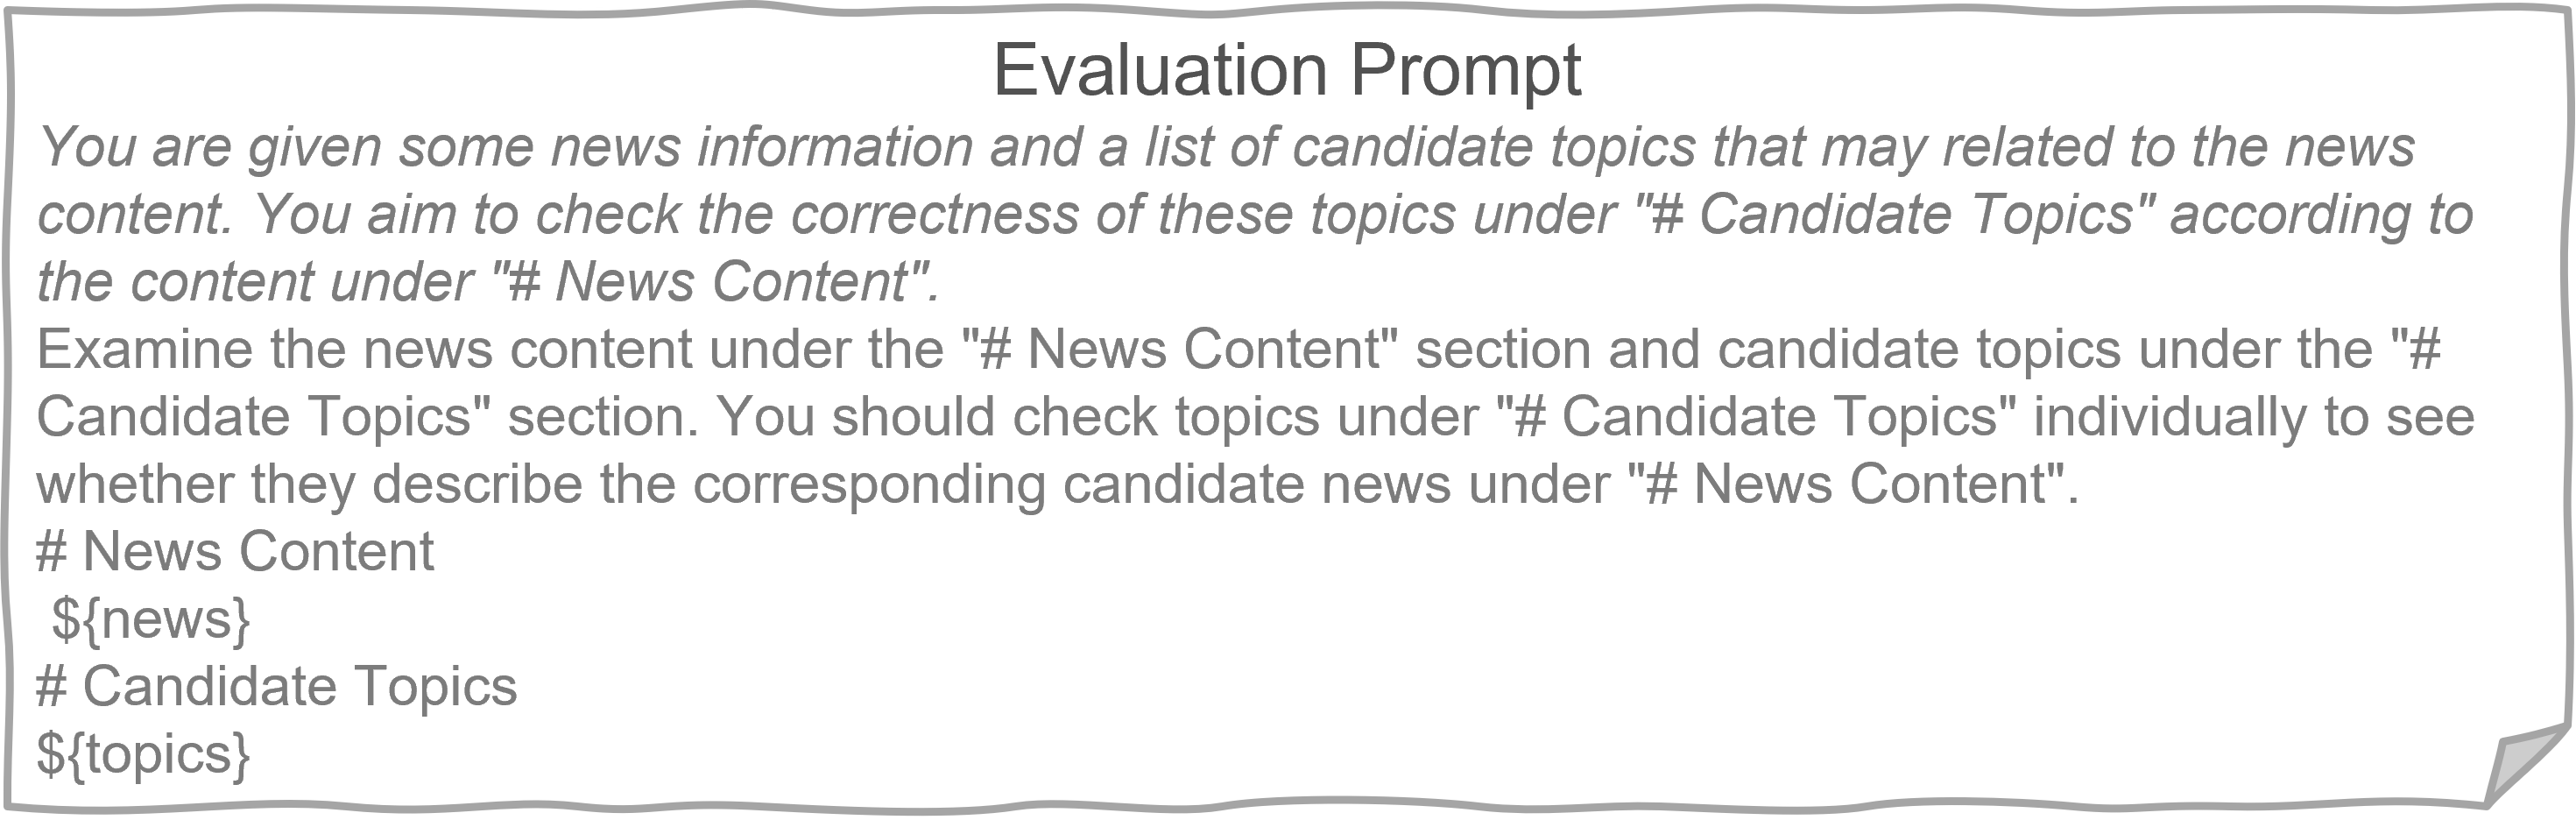 Evaluation Prompt
You are given some news information and a list of candidate topics that may related to the news
content. You aim to check the correctness of these topics under "# Candidate Topics" according to
the content under "# News Content".
Examine the news content under the "# News Content" section and candidate topics under the "#
Candidate Topics" section. You should check topics under "# Candidate Topics" individually to see
whether they describe the corresponding candidate news under "# News Content".
# News Content
${news}
# Candidate Topics
${topics}